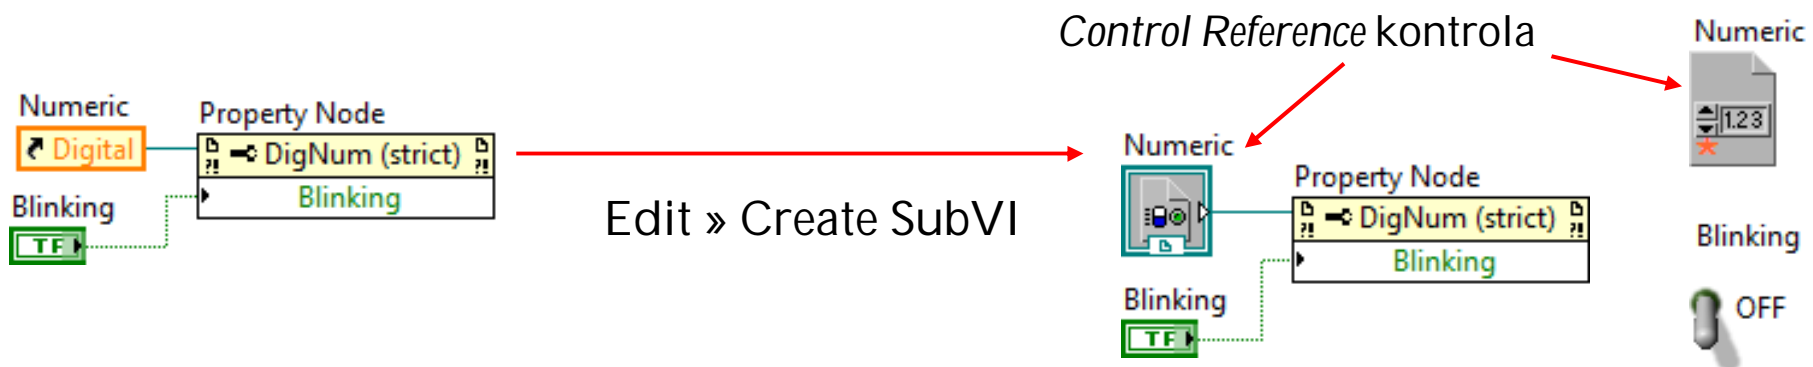 Numeric
Digital
Property Node
DigNum (strict)
Blinking
Blinking
TF
Edit » Create SubVI
Control Reference kontrola
Numeric
Property Node
DigNum (strict)
Blinking
Blinking
TF
Numeric
1.23
Blinking
OFF